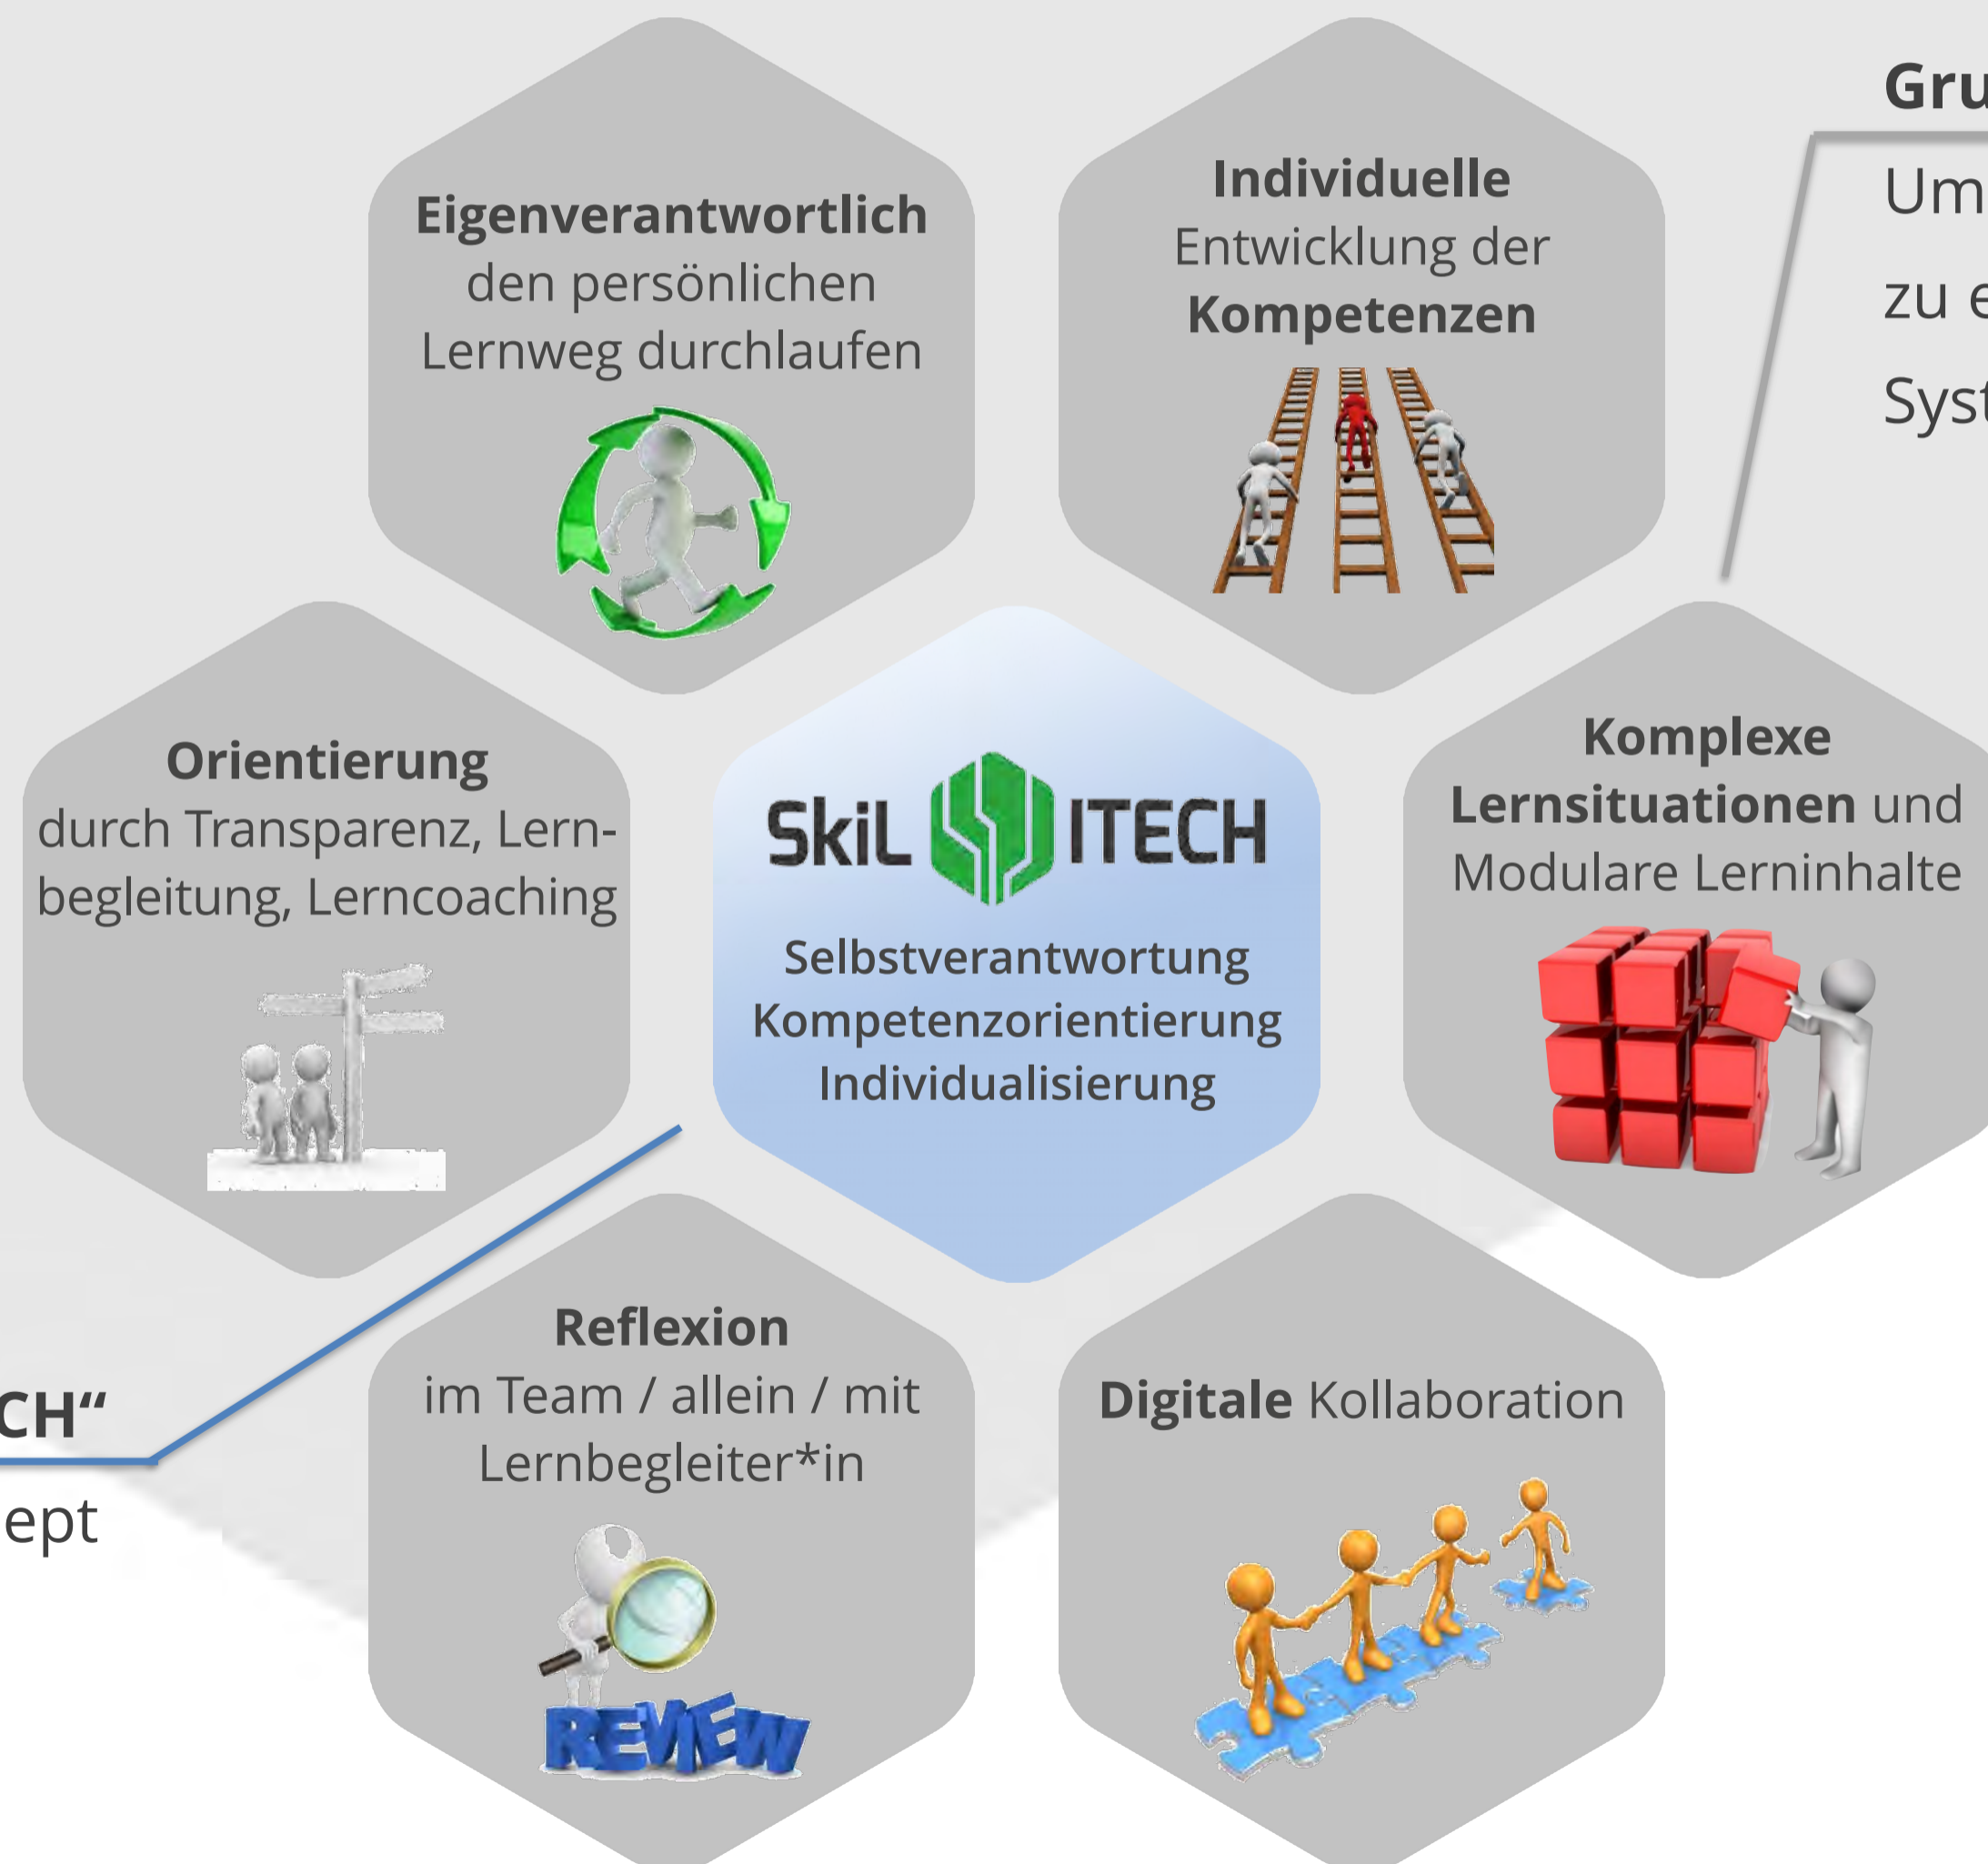 Eigenverantwortlich
den persönlichen
Lernweg durchlaufen
Individuelle
Entwicklung der
Kompetenzen
Gru
Um
zu e
Syst
Orientierung
durch Transparenz, Lern-
begleitung, Lerncoaching
SkiL ITECH
Selbstverantwortung
Kompetenzorientierung
Individualisierung
Komplexe
Lernsituationen und
Modulare Lerninhalte
CH“
ept
Reflexion
im Team / allein / mit
Lernbegleiter*in
REVIEW
Digitale Kollaboration